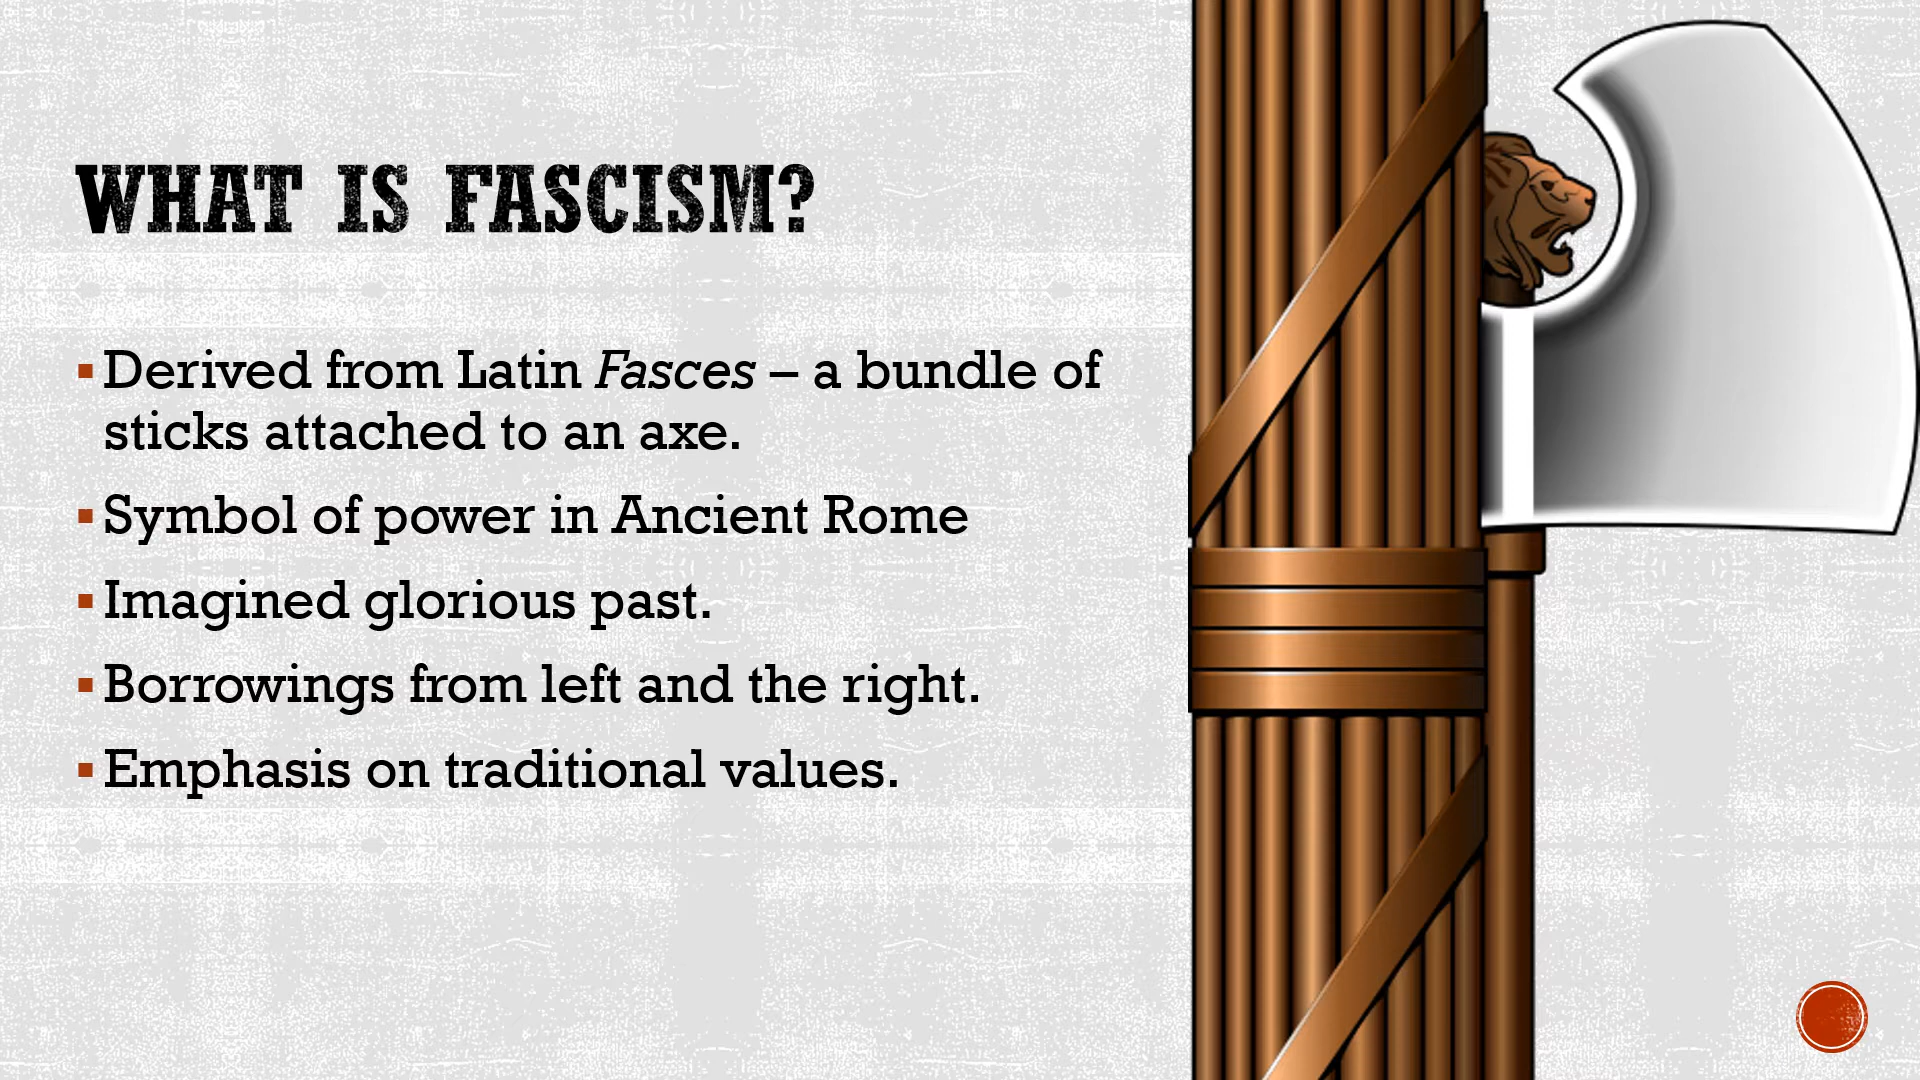 WHAT IS FASCISM?
▪ Derived from Latin Fasces – a bundle of
sticks attached to an axe.
▪ Symbol of power in Ancient Rome
▪ Imagined glorious past.
▪ Borrowings from left and the right.
▪ Emphasis on traditional values.